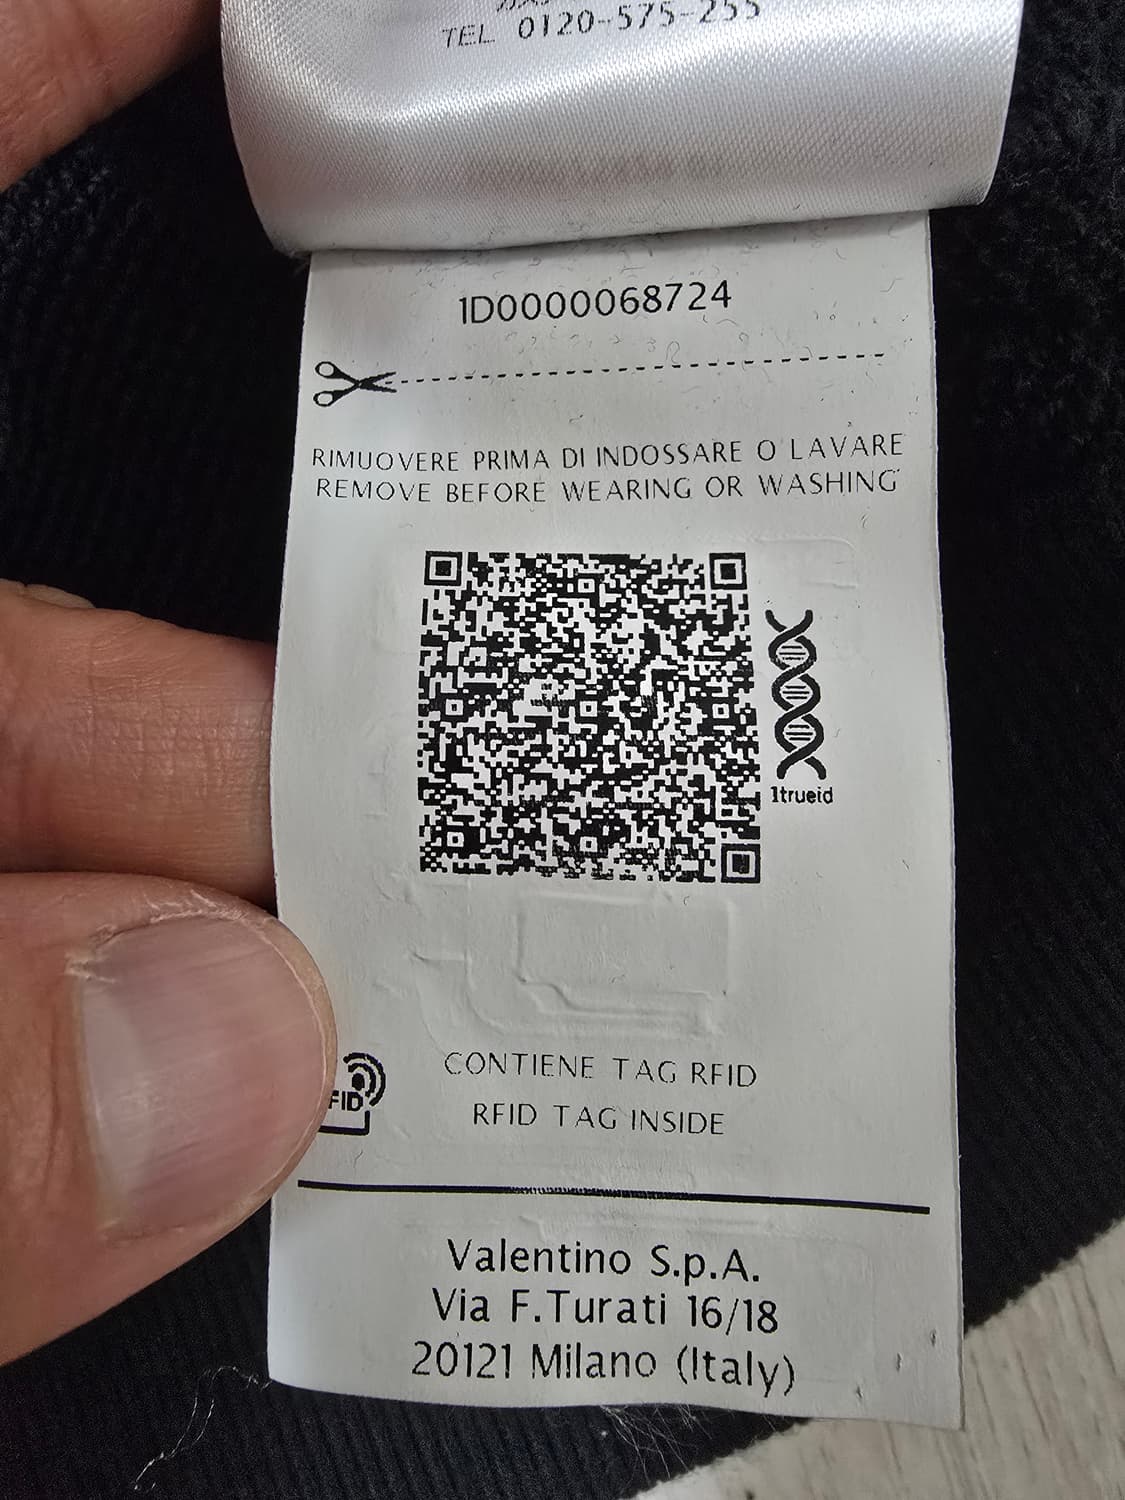 TEL 0120-575-255
1D0000068724
RIMUOVERE PRIMA DI INDOSSARE O LAVARE
REMOVE BEFORE WEARING OR WASHING
1trueid
FID
CONTIENE TAG RFID
RFID TAG INSIDE
Valentino S.p.A.
Via F.Turati 16/18
20121 Milano (Italy)